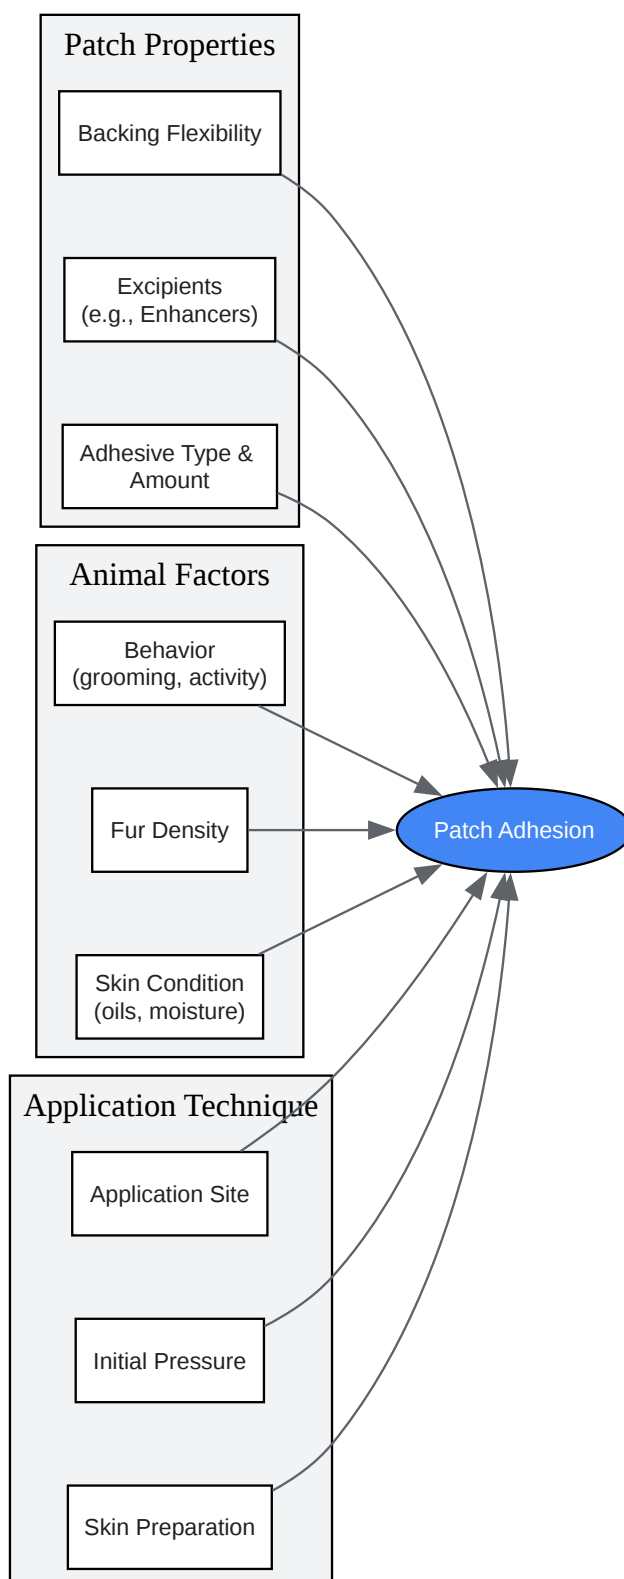 Patch Properties
Backing Flexibility
Excipients
(e.g., Enhancers)
Adhesive Type &
Amount
Animal Factors
Behavior
(grooming, activity)
Fur Density
Patch Adhesion
Skin Condition
(oils, moisture)
Application Technique
Application Site
Initial Pressure
Skin Preparation